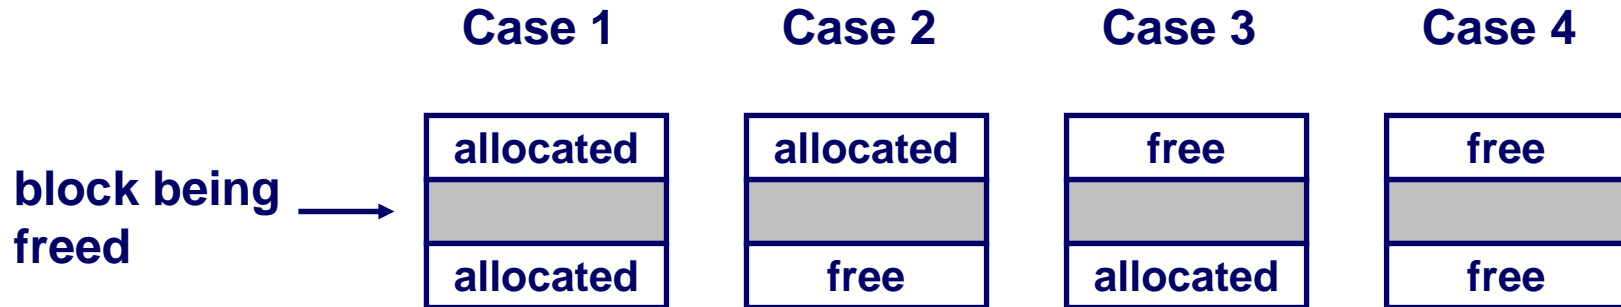 Case 1 Case 2 Case 3 Case 4
allocated allocated free free
block being
freed
allocated free allocated free